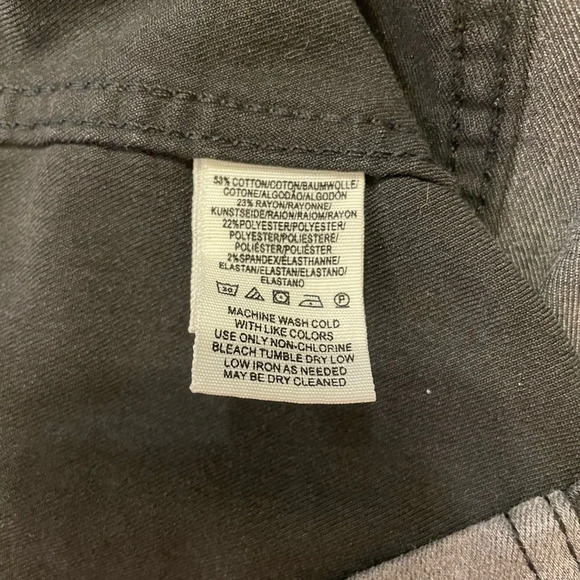 53% COTTON/COTON/BAUMWOLLE/
COTONE/ALGODÃO/ALGODÓN
23% RAYON/RAYONNE/
KUNSTSEIDE/RAION/RAIOM/RAYON
22%POLYESTER/POLYESTER/
POLYESTER/POLIESTERE/
POLIÉSTER/POLIÉSTER
2%SPANDEX/ÉLASTHANNE/
ELASTAN/ELASTAN/ELASTANO/
ELASTANO
30 P
MACHINE WASH COLD
WITH LIKE COLORS
USE ONLY NON-CHLORINE
BLEACH TUMBLE DRY LOW
LOW IRON AS NEEDED
MAY BE DRY CLEANED